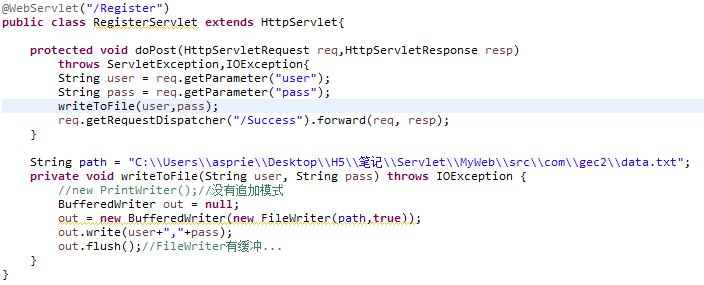 @WebServlet("/Register")
public class RegisterServlet extends HttpServlet{
protected void doPost(HttpServletRequest req,HttpServletResponse resp)
throws ServletException,IOException{
String user = req.getParameter("user");
String pass = req.getParameter("pass");
writeToFile(user,pass);
req.getRequestDispatcher("/Success").forward(req, resp);
}
String path = "C:\\Users\\asprie\\Desktop\\H5\\笔记\\Servlet\\MyWeb\\src\\com\\gec2\\data.txt";
private void writeToFile(String user, String pass) throws IOException {
//new PrintWriter();//没有追加模式
BufferedWriter out = null;
out = new BufferedWriter(new FileWriter(path,true));
out.write(user+","+pass);
out.flush();//FileWriter有缓冲...
}
}